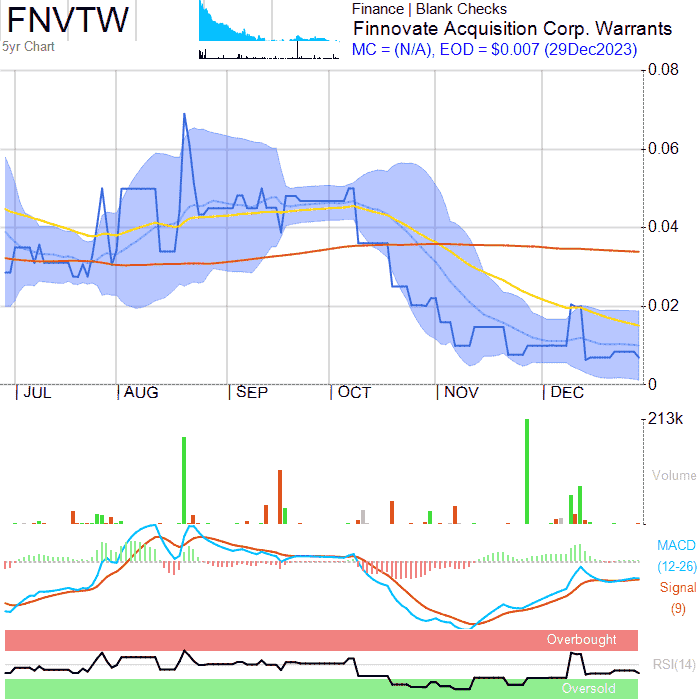 FNVTW
5yr Chart
Finance | Blank Checks
Finnovate Acquisition Corp. Warrants
MC = (N/A), EOD = $0.007 (29Dec2023)
0.08
0.06
0.04
0.02
0
JUL AUG SEP OCT NOV DEC
213k
Volume
MACD
(12-26)
Signal
(9)
Overbought
RSI(14)
Oversold